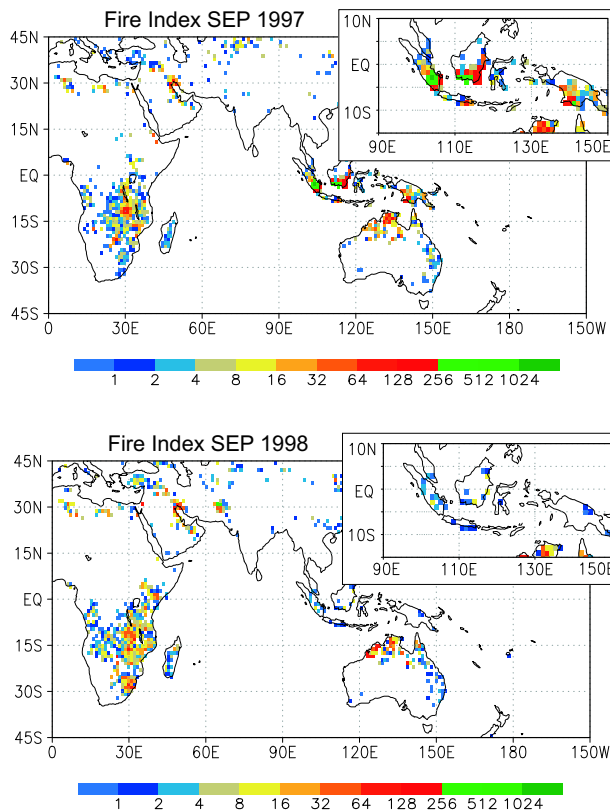 Fire Index SEP 1997
45N
30N
15N
EQ
15S
30S
45S
0 30E 60E 90E 120E 150E 180 150W
10N
EQ
10S
90E 110E 130E 150E
1 2 4 8 16 32 64 128 256 512 1024
Fire Index SEP 1998
45N
30N
15N
EQ
15S
30S
45S
0 30E 60E 90E 120E 150E 180 150W
10N
EQ
10S
90E 110E 130E 150E
1 2 4 8 16 32 64 128 256 512 1024